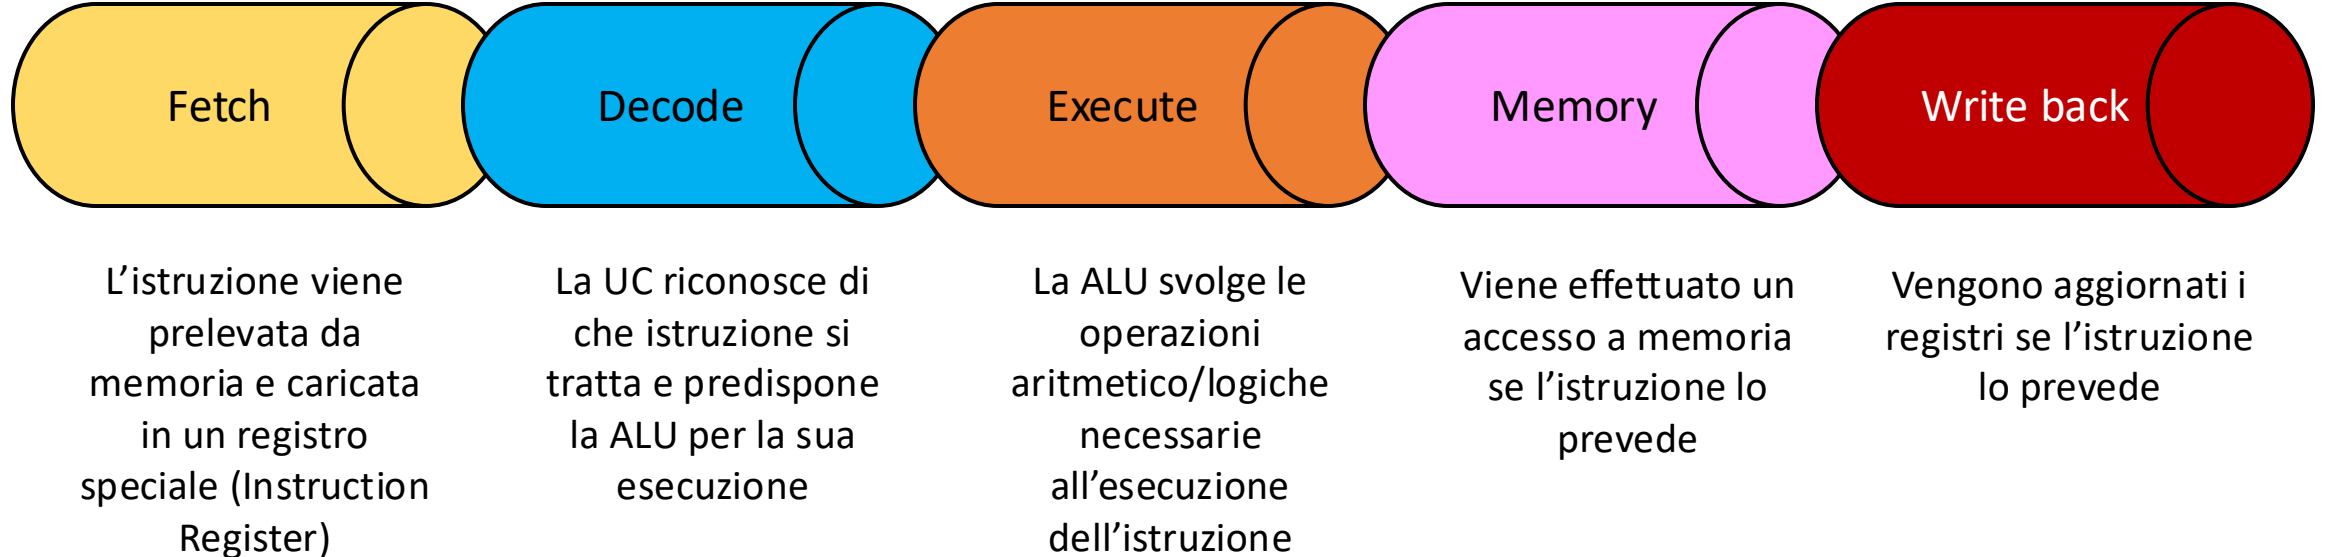 Fetch
Decode
Execute
Memory
Write back
L’istruzione viene
prelevata da
memoria e caricata
in un registro
speciale (Instruction
Register)
La UC riconosce di
che istruzione si
tratta e predispone
la ALU per la sua
esecuzione
La ALU svolge le
operazioni
aritmetico/logiche
necessarie
all’esecuzione
dell’istruzione
Viene effettuato un
accesso a memoria
se l’istruzione lo
prevede
Vengono aggiornati i
registri se l’istruzione
lo prevede